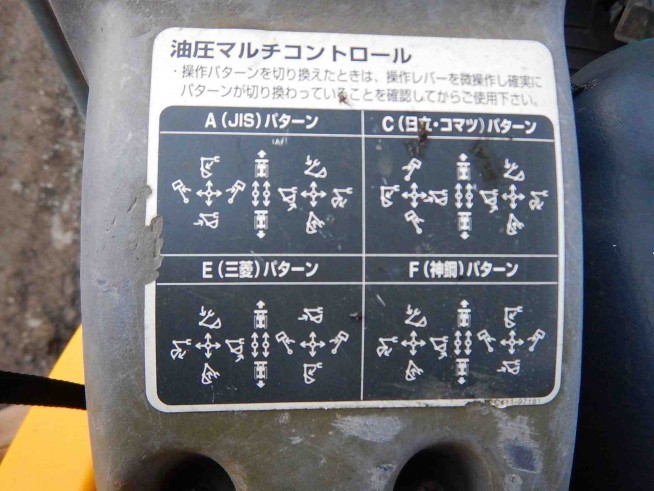 油圧マルチコントロール
・操作パターンを切り換えたときは、操作レバーを微操作し確実に
パターンが切り換わっていることを確認してからご使用下さい。
A (JIS) パターン
C (日立・コマツ) パターン
E (三菱) パターン
F (神鋼) パターン